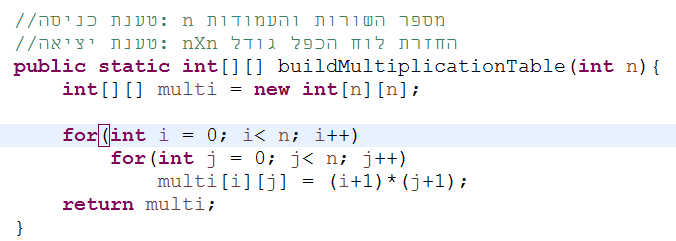 //טענת כניסה: n מספר השורות והעמודות
//טענת יציאה: nXn החזרת לוח הכפל גודל
public static int[][] buildMultiplicationTable(int n){
int[][] multi = new int[n][n];
for(int i = 0; i< n; i++)
for(int j = 0; j< n; j++)
multi[i][j] = (i+1)*(j+1);
return multi;
}